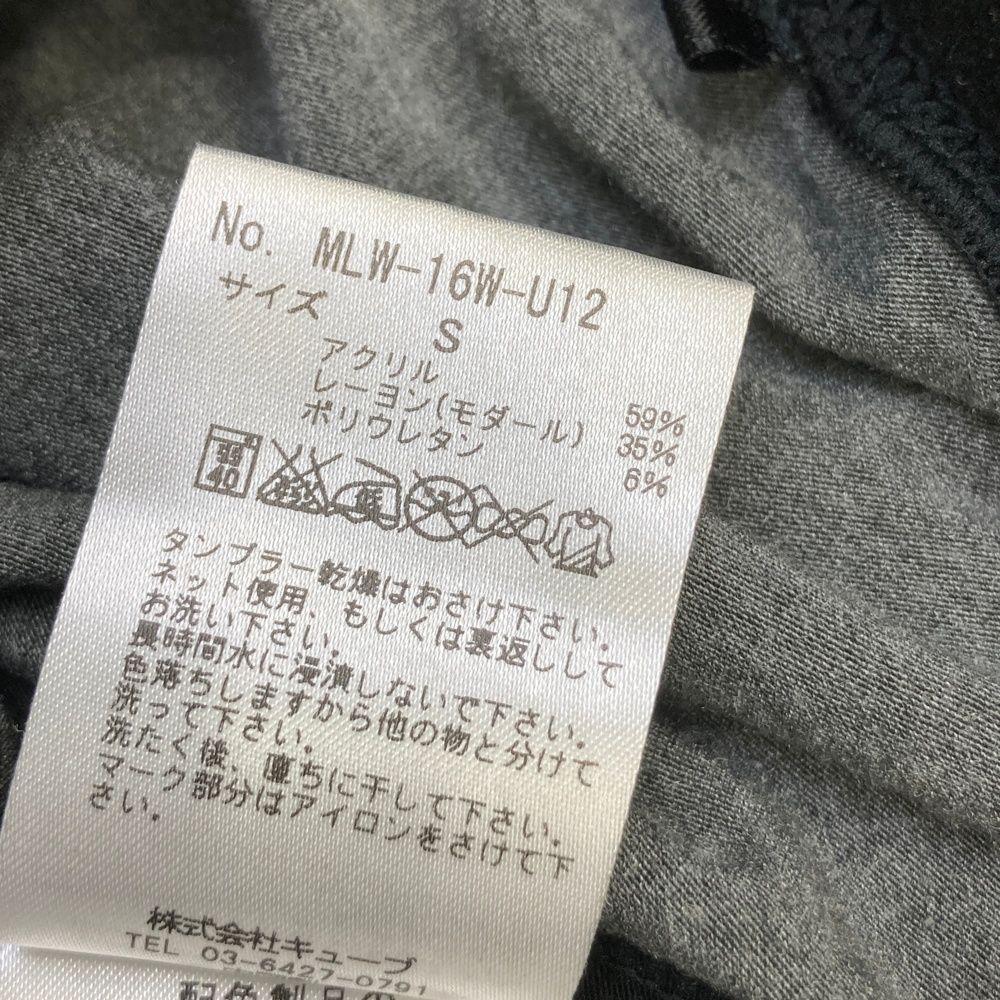 No. MLW-16W-U12
サイズ S
アクリル 59%
レーヨン(モダール) 35%
ポリウレタン 6%
弱 40
低
タンブラー乾燥はおさけ下さい.
ネット使用、もしくは裏返しして
お洗い下さい.
長時間水に浸漬しないで下さい.
色落ちしますから他の物と分けて
洗って下さい.
洗たく後、直ちに干して下さい.
マーク部分はアイロンをさけて下
さい.
株式会社キューブ
TEL 03-6427-0791